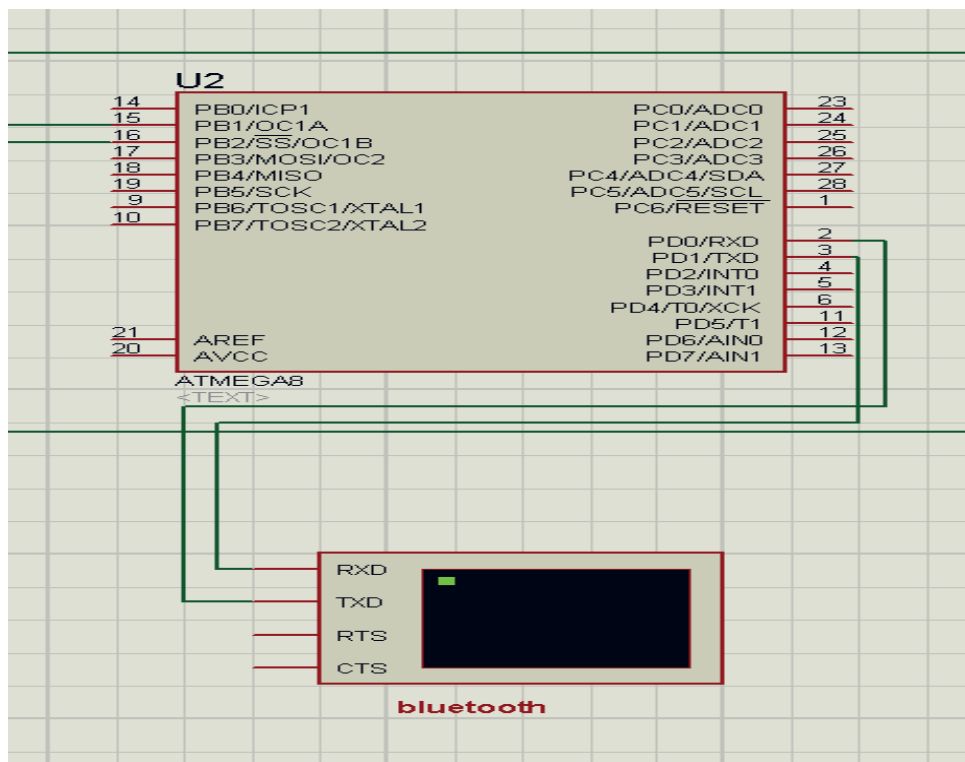 U2
14 PB0/ICP1 PC0/ADC0 23
15 PB1/OC1A PC1/ADC1 24
16 PB2/SS/OC1B PC2/ADC2 25
17 PB3/MOSI/OC2 PC3/ADC3 26
18 PB4/MISO PC4/ADC4/SDA 27
19 PB5/SCK PC5/ADC5/SCL 28
9 PB6/TOSC1/XTAL1 PC6/RESET 1
10 PB7/TOSC2/XTAL2
PD0/RXD 2
PD1/TXD 3
PD2/INT0 4
PD3/INT1 5
PD4/T0/XCK 6
PD5/T1 11
21 AREF PD6/AIN0 12
20 AVCC PD7/AIN1 13
ATMEGA8
<TEXT>
RXD
TXD
RTS
CTS
bluetooth